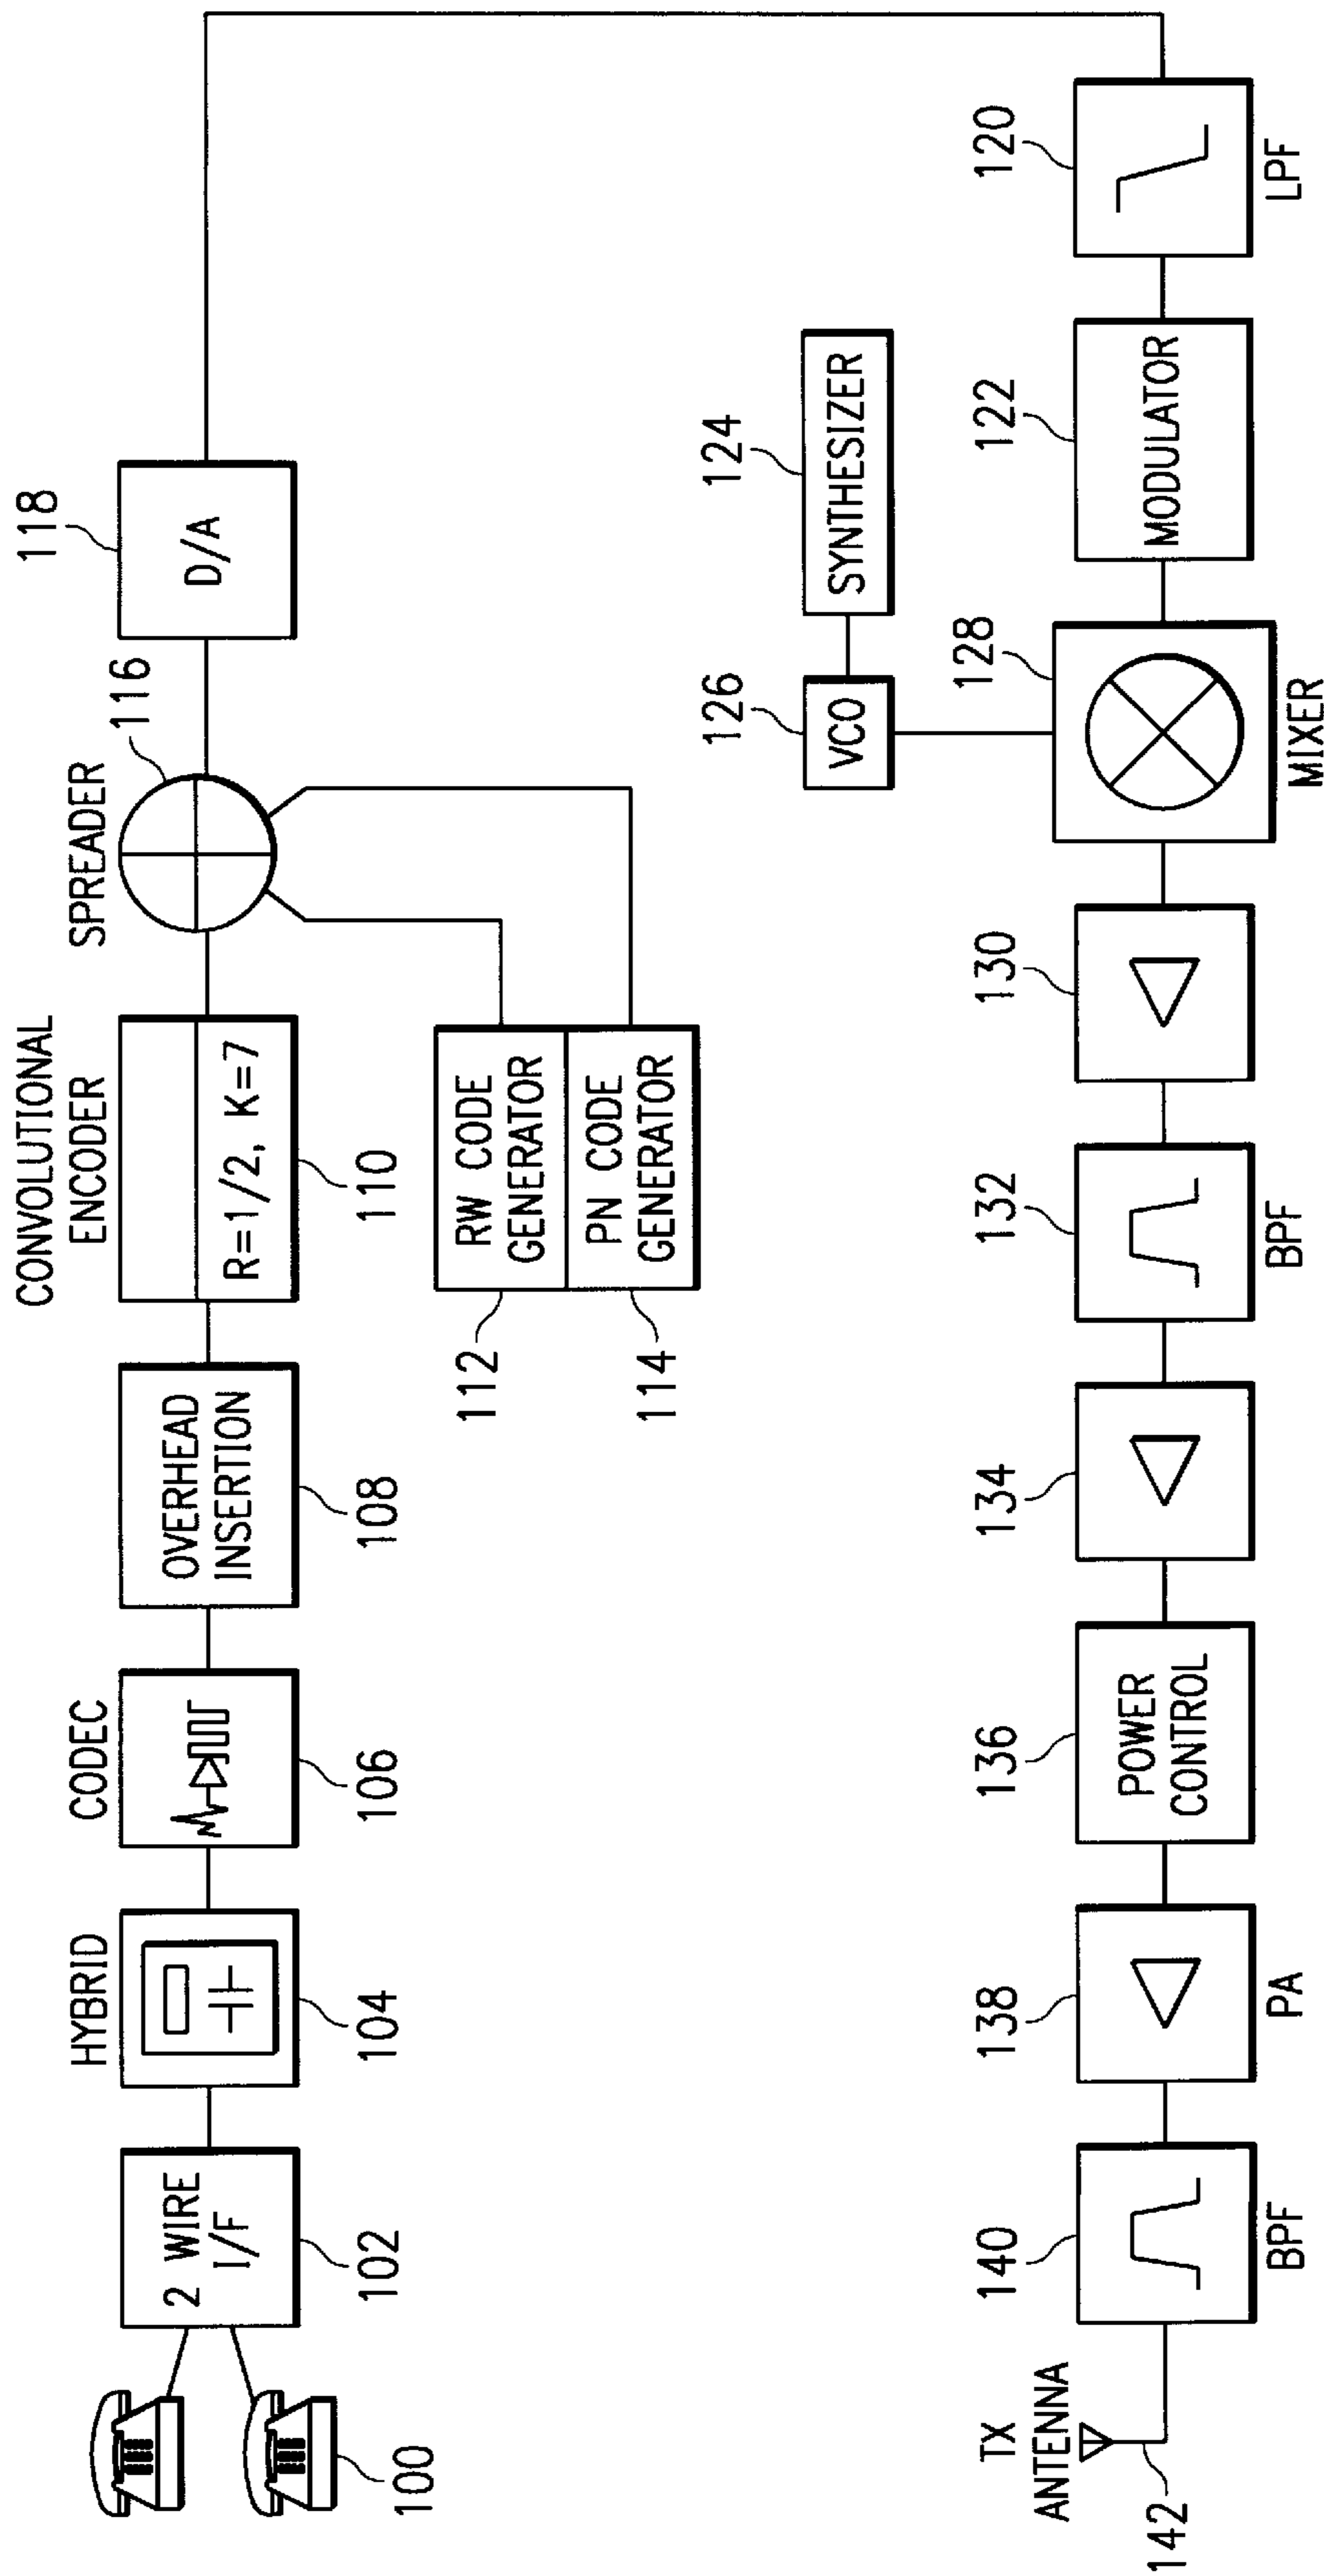 100
2 WIRE
I/F
102
HYBRID
104
CODEC
106
OVERHEAD
INSERTION
108
CONVOLUTIONAL
ENCODER
R=1/2, K=7
110
RW CODE
GENERATOR
112
PN CODE
GENERATOR
114
SPREADER
116
118
D/A
120
LPF
122
MODULATOR
124
SYNTHESIZER
126
VCO
128
MIXER
130
132
BPF
134
136
POWER
CONTROL
138
PA
140
BPF
TX
ANTENNA
142